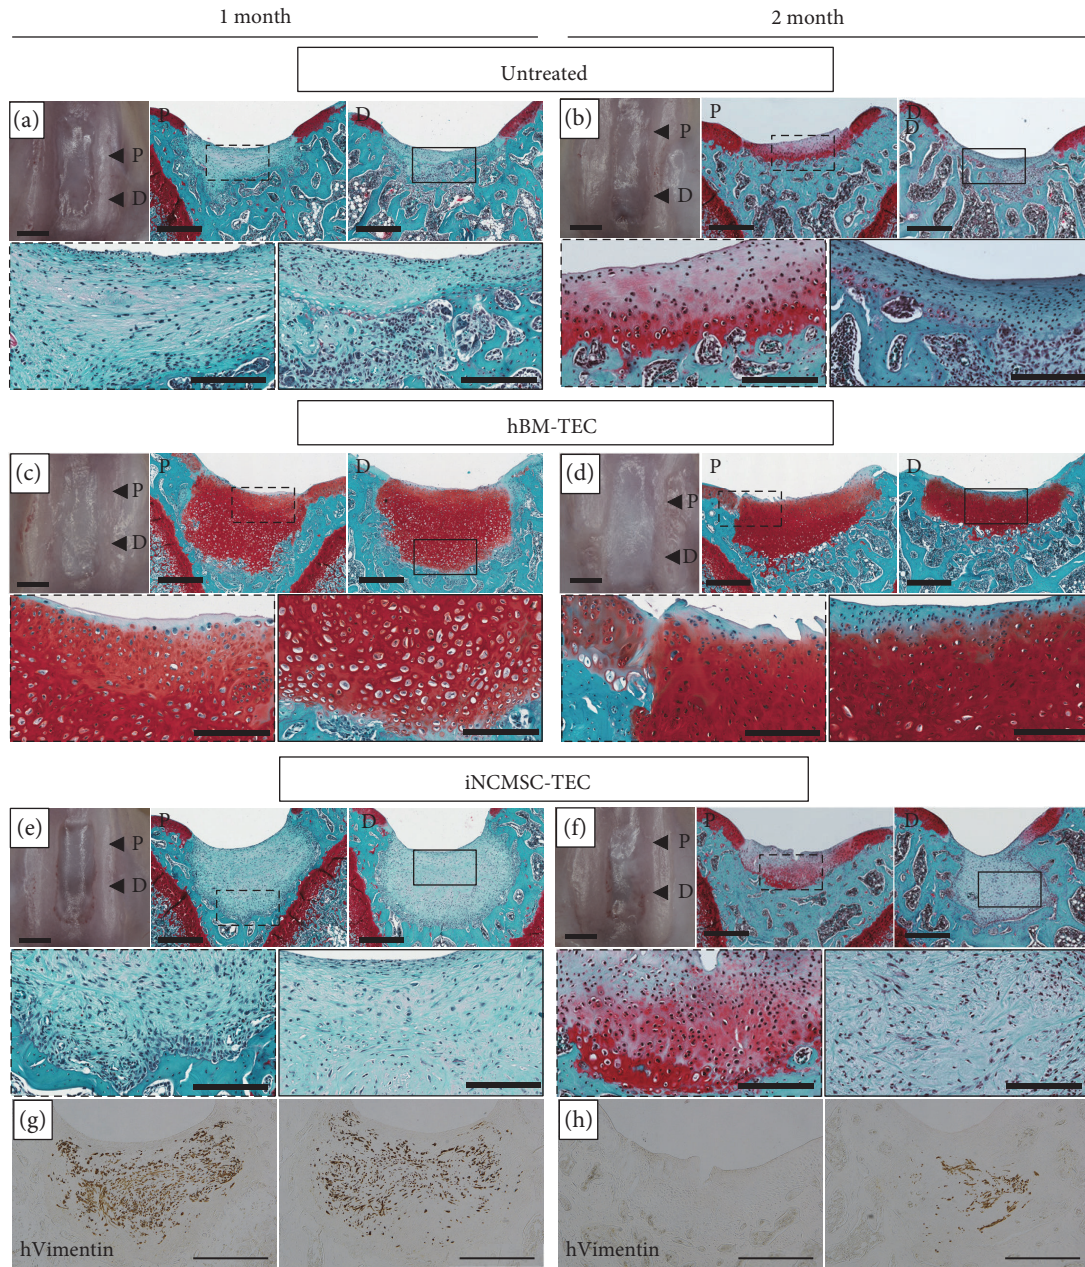 1 month
2 month
Untreated
(a)
P
D
P
D
(b)
P
D
P
D
D
hBM-TEC
(c)
P
D
P
D
(d)
P
D
P
D
iNCMSC-TEC
(e)
P
D
P
D
(f)
P
D
P
D
(g)
hVimentin
(h)
hVimentin